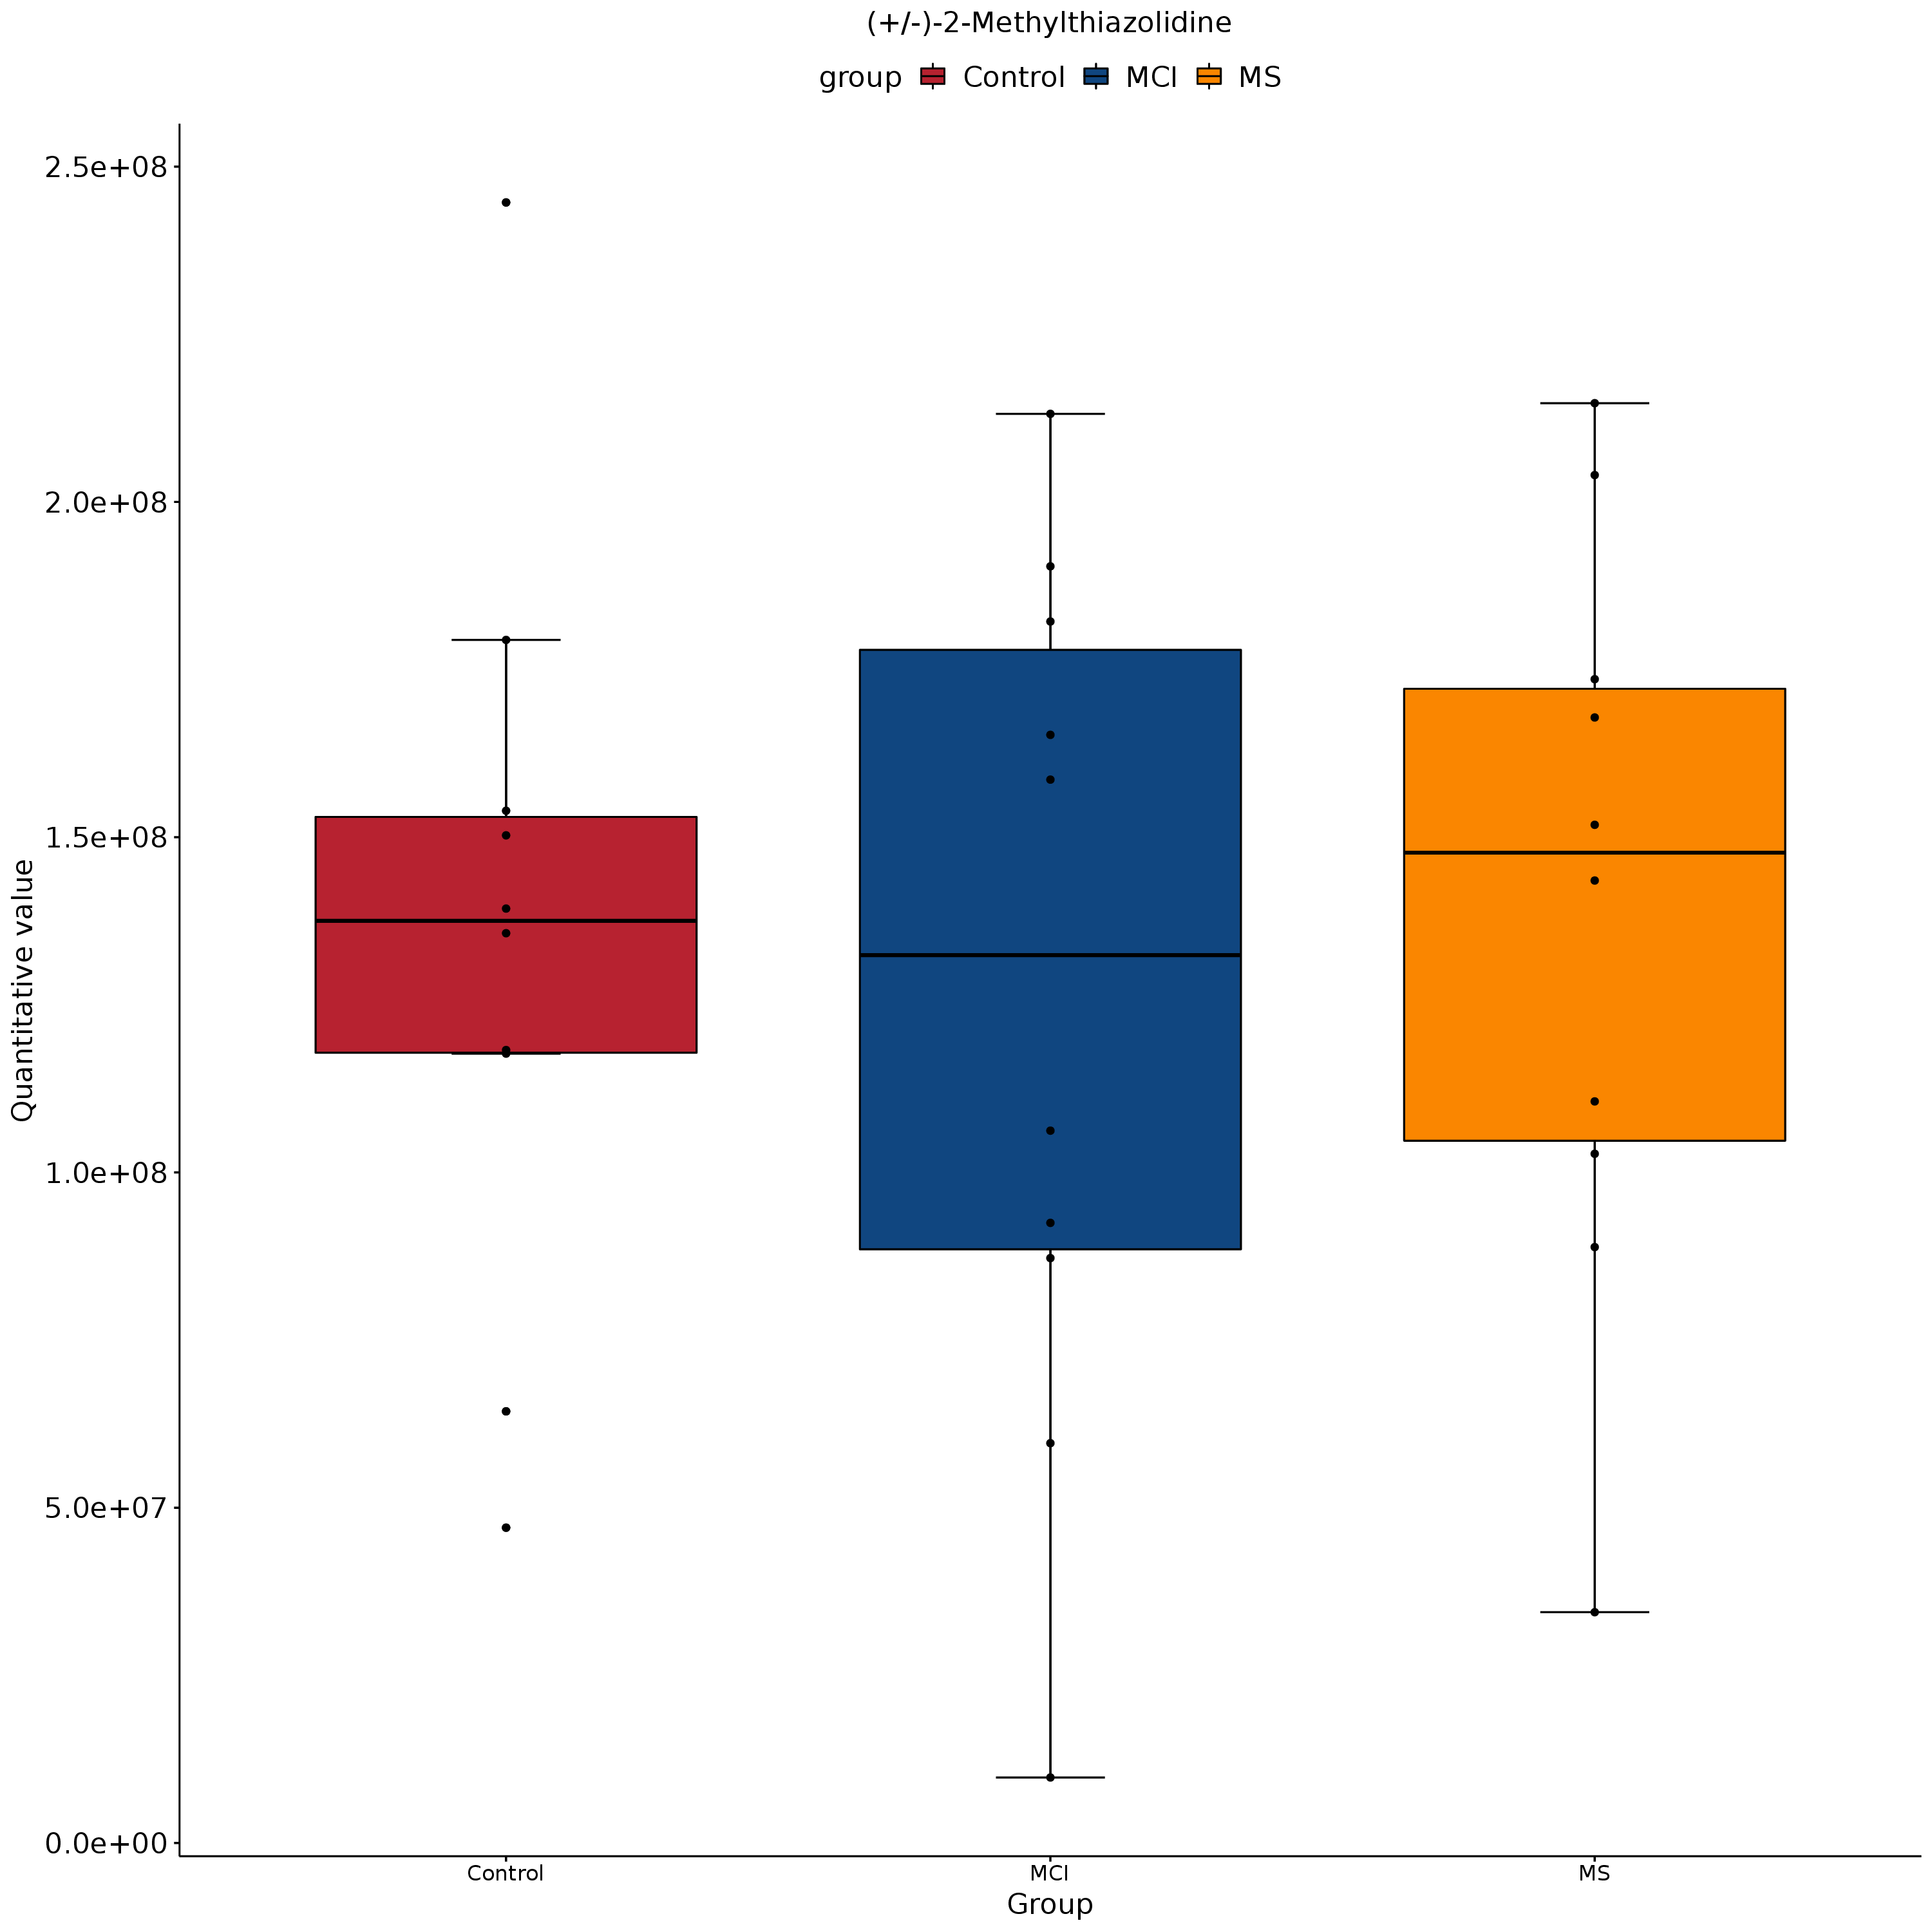 (+/-)-2-Methylthiazolidine
group Control MCI MS
2.5e+08
2.0e+08
1.5e+08
1.0e+08
5.0e+07
0.0e+00
Quantitative value
Control MCI MS
Group